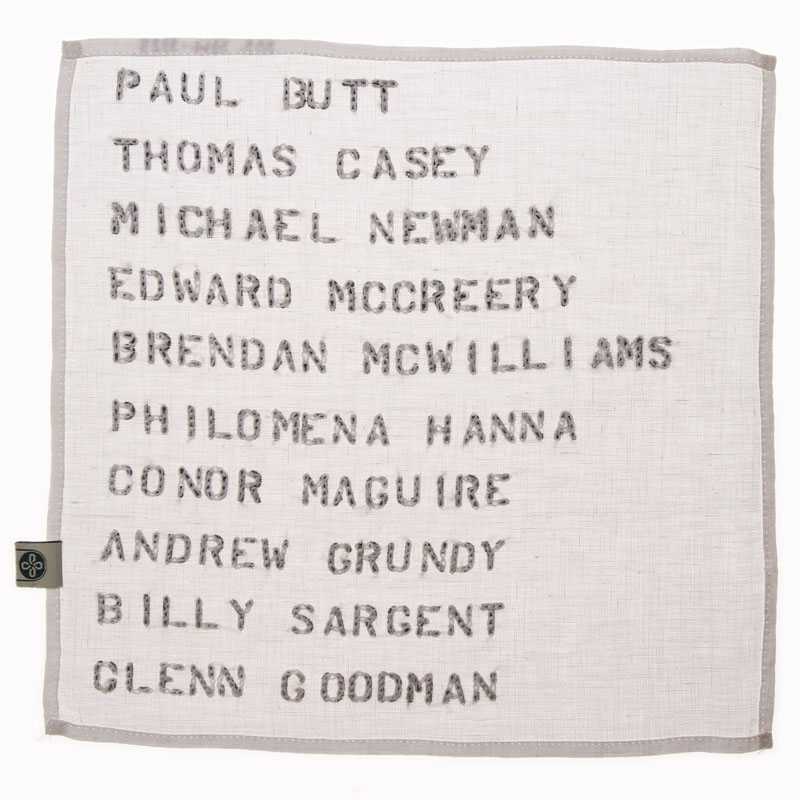 PAUL BUTT
THOMAS CASEY
MICHAEL NEWMAN
EDWARD MCCREERY
BRENDAN MCWILLIAMS
PHILOMENA HANNA
CONOR MAGUIRE
ANDREW GRUNDY
BILLY SARGENT
GLENN GOODMAN